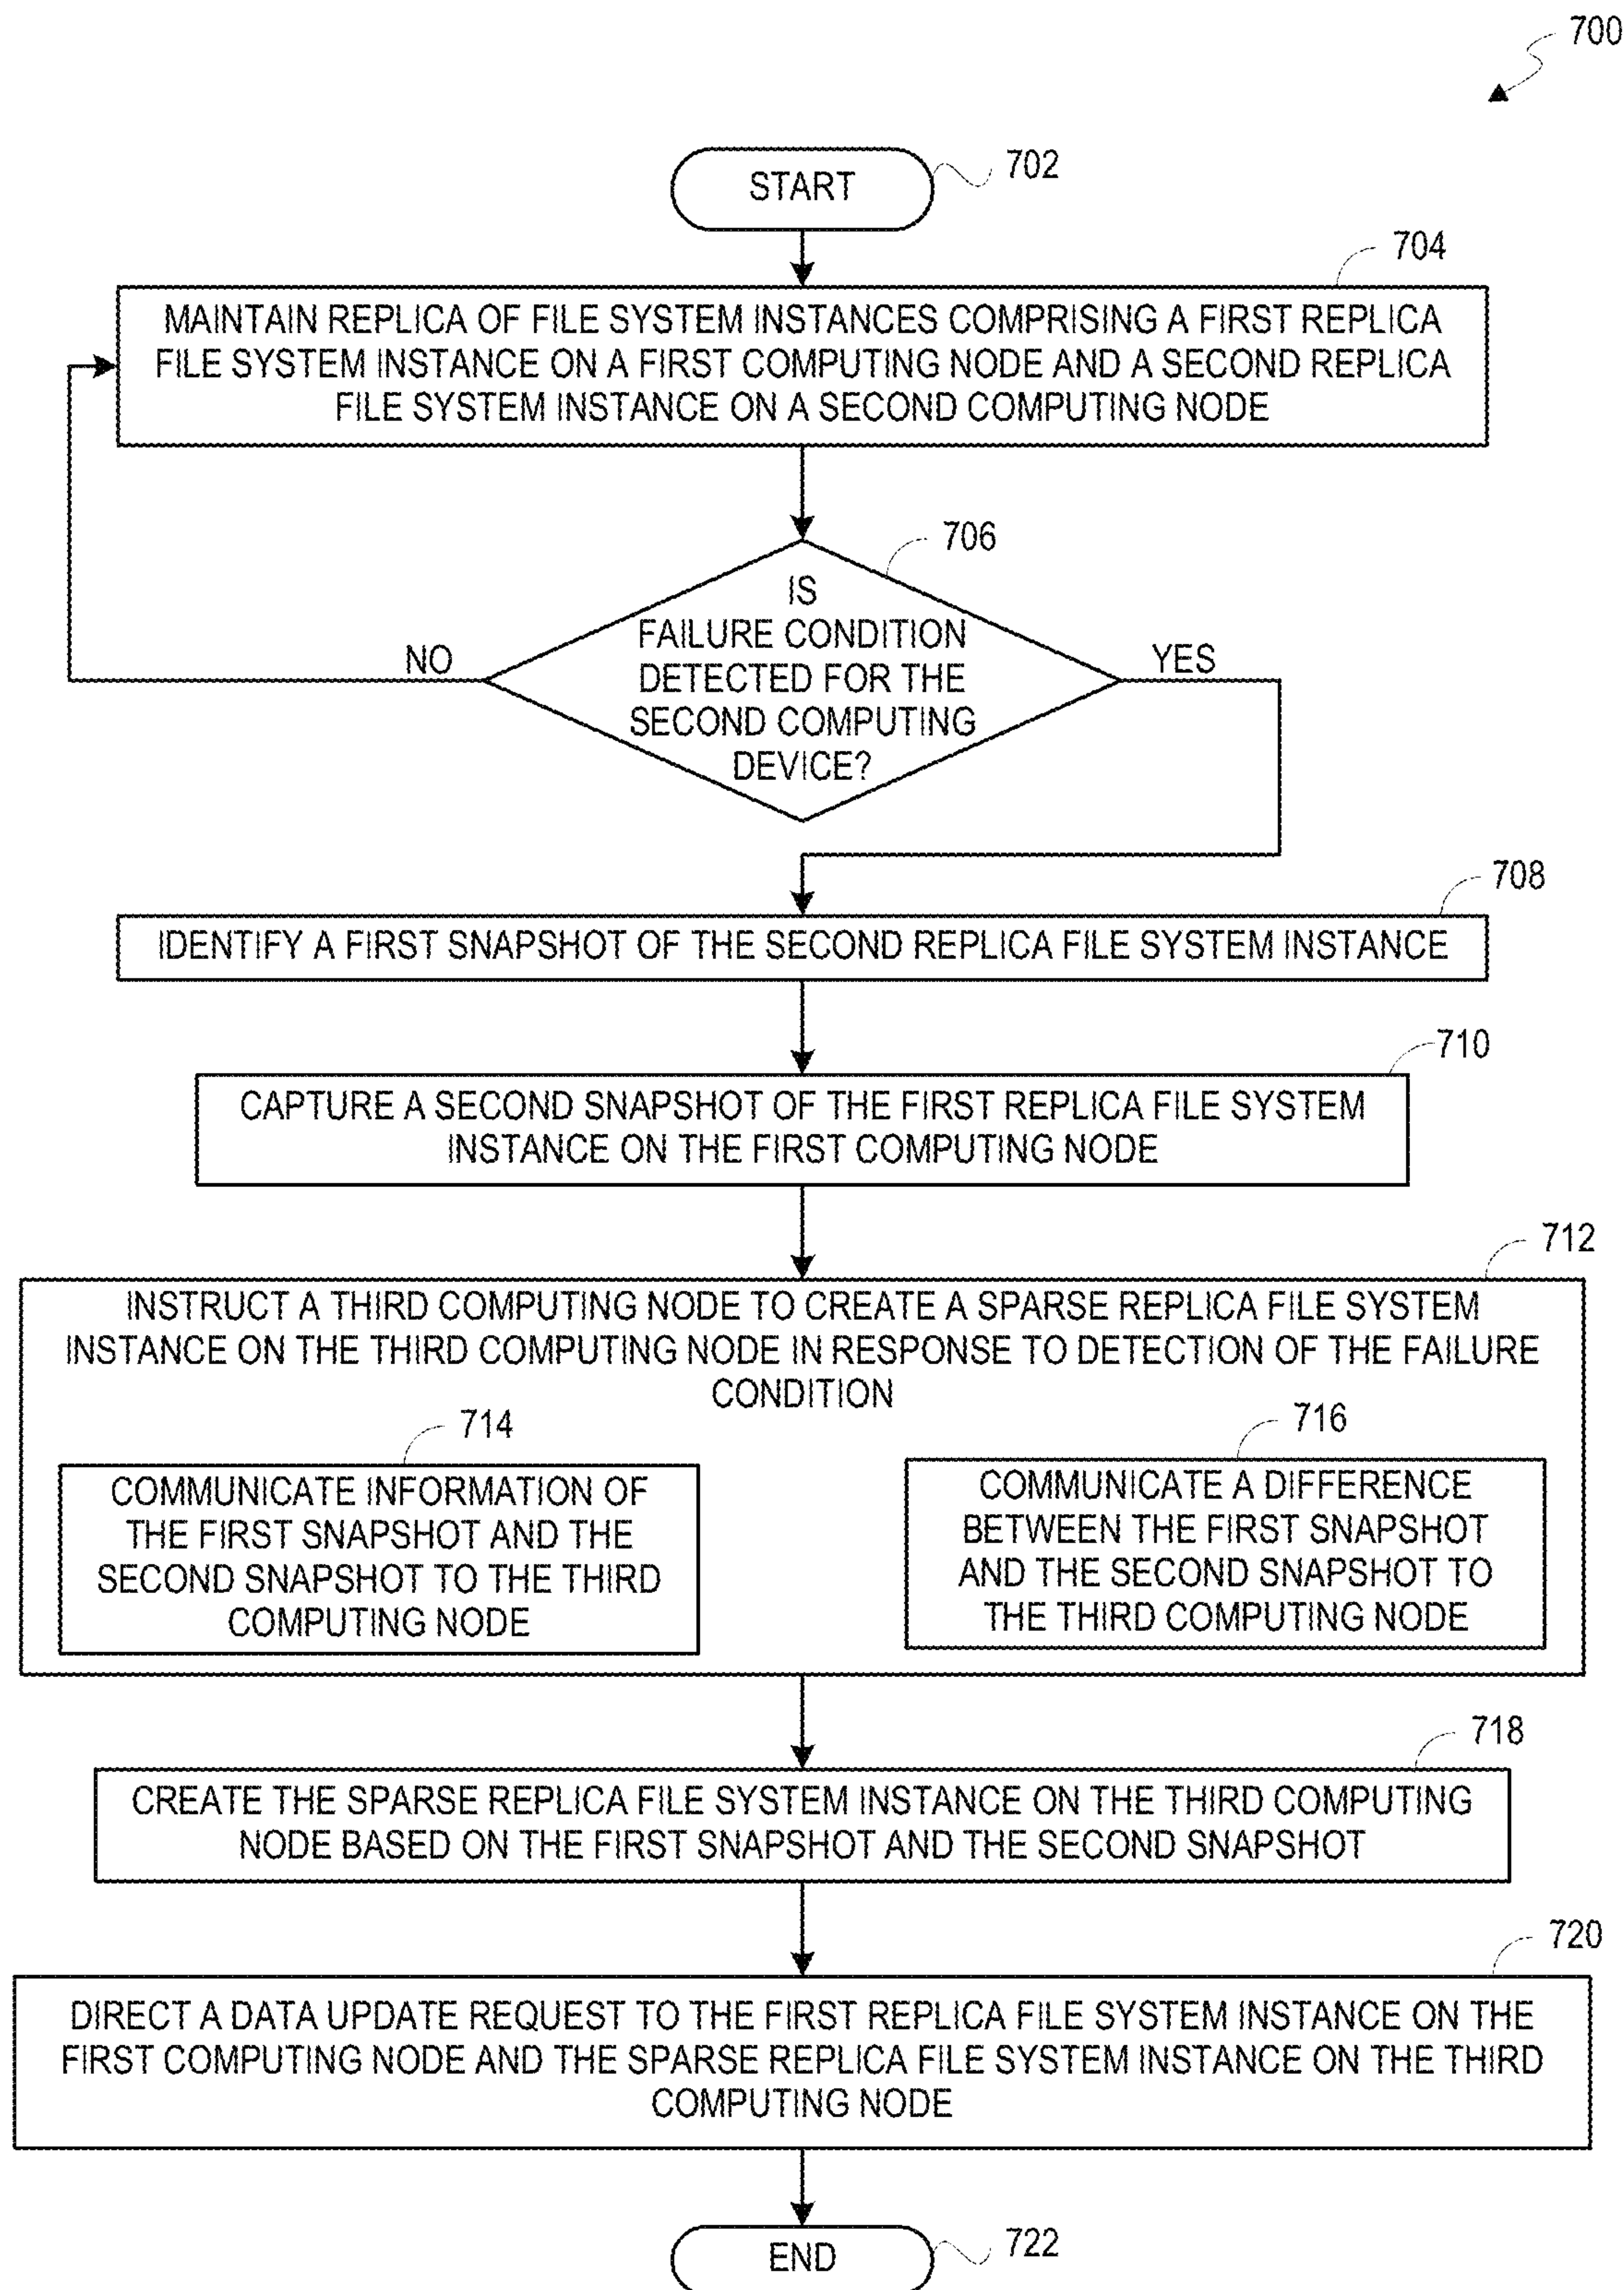 700
START
702
704
MAINTAIN REPLICA OF FILE SYSTEM INSTANCES COMPRISING A FIRST REPLICA
FILE SYSTEM INSTANCE ON A FIRST COMPUTING NODE AND A SECOND REPLICA
FILE SYSTEM INSTANCE ON A SECOND COMPUTING NODE
706
IS
FAILURE CONDITION
DETECTED FOR THE
SECOND COMPUTING
DEVICE?
NO
YES
708
IDENTIFY A FIRST SNAPSHOT OF THE SECOND REPLICA FILE SYSTEM INSTANCE
710
CAPTURE A SECOND SNAPSHOT OF THE FIRST REPLICA FILE SYSTEM
INSTANCE ON THE FIRST COMPUTING NODE
712
INSTRUCT A THIRD COMPUTING NODE TO CREATE A SPARSE REPLICA FILE SYSTEM
INSTANCE ON THE THIRD COMPUTING NODE IN RESPONSE TO DETECTION OF THE FAILURE
CONDITION
714
COMMUNICATE INFORMATION OF
THE FIRST SNAPSHOT AND THE
SECOND SNAPSHOT TO THE THIRD
COMPUTING NODE
716
COMMUNICATE A DIFFERENCE
BETWEEN THE FIRST SNAPSHOT
AND THE SECOND SNAPSHOT TO
THE THIRD COMPUTING NODE
718
CREATE THE SPARSE REPLICA FILE SYSTEM INSTANCE ON THE THIRD COMPUTING
NODE BASED ON THE FIRST SNAPSHOT AND THE SECOND SNAPSHOT
720
DIRECT A DATA UPDATE REQUEST TO THE FIRST REPLICA FILE SYSTEM INSTANCE ON THE
FIRST COMPUTING NODE AND THE SPARSE REPLICA FILE SYSTEM INSTANCE ON THE THIRD
COMPUTING NODE
END
722